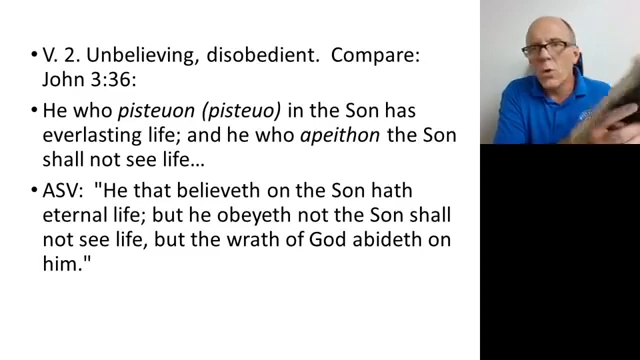 • V. 2. Unbelieving, disobedient.  Compare:
John 3:36:
• He who pisteuon (pisteuo) in the Son has
everlasting life; and he who apeithon the Son
shall not see life…
• ASV:  "He that believeth on the Son hath
eternal life; but he obeyeth not the Son shall
not see life, but the wrath of God abideth on
him."